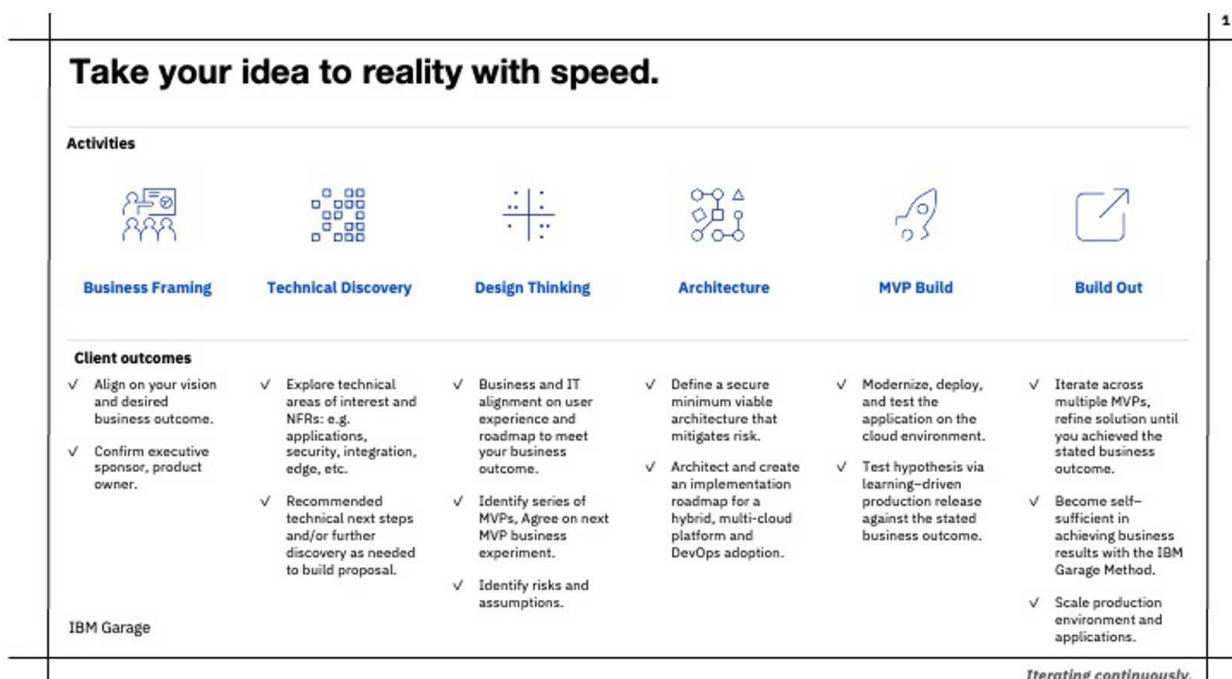 1
Take your idea to reality with speed.
Activities
Business Framing
Technical Discovery
Design Thinking
Architecture
MVP Build
Build Out
Client outcomes
✓ Align on your vision
and desired
business outcome.
✓ Confirm executive
sponsor, product
owner.
✓ Explore technical
areas of interest and
NFRs: e.g.
applications,
security, integration,
edge, etc.
✓ Recommended
technical next steps
and/or further
discovery as needed
to build proposal.
✓ Business and IT
alignment on user
experience and
roadmap to meet
your business
outcome.
✓ Identify series of
MVPs, Agree on next
MVP business
experiment.
✓ Identify risks and
assumptions.
✓ Define a secure
minimum viable
architecture that
mitigates risk.
✓ Architect and create
an implementation
roadmap for a
hybrid, multi-cloud
platform and
DevOps adoption.
✓ Modernize, deploy,
and test the
application on the
cloud environment.
✓ Test hypothesis via
learning–driven
production release
against the stated
business outcome.
✓ Iterate across
multiple MVPs,
refine solution until
you achieved the
stated business
outcome.
✓ Become self–
sufficient in
achieving business
results with the IBM
Garage Method.
✓ Scale production
environment and
applications.
IBM Garage
Iterating continuously.